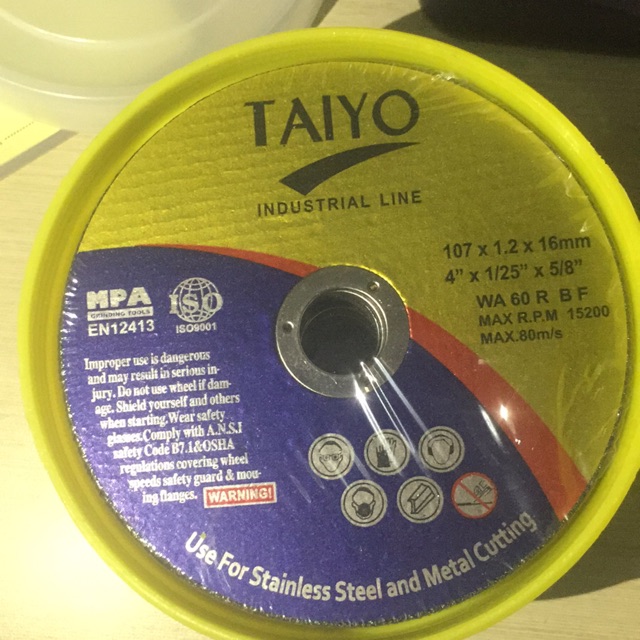 TAIYO
INDUSTRIAL LINE
107 x 1.2 x 16mm
4" x 1/25" x 5/8"
WA 60 R B F
MAX R.P.M 15200
MAX.80m/s
MPA
GRINDING TOOLS
EN12413
ISO
ISO9001
Improper use is dangerous
and may result in serious in-
jury. Do not use wheel if dam-
age. Shield yourself and others
when starting.Wear safety
glasses.Comply with A.N.S.I
safety Code B7.1&OSHA
regulations covering wheel
speeds safety guard & mou-
ing flanges. WARNING!
Use For Stainless Steel and Metal Cutting